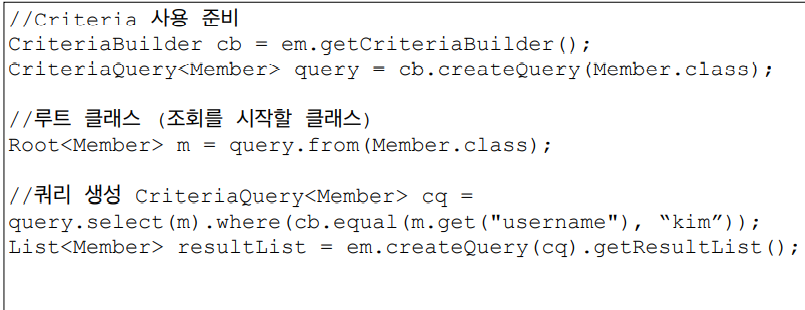 //Criteria 사용 준비
CriteriaBuilder cb = em.getCriteriaBuilder();
CriteriaQuery<Member> query = cb.createQuery(Member.class);
//루트 클래스 (조회를 시작할 클래스)
Root<Member> m = query.from(Member.class);
//쿼리 생성 CriteriaQuery<Member> cq =
query.select(m).where(cb.equal(m.get("username"), “kim”));
List<Member> resultList = em.createQuery(cq).getResultList();